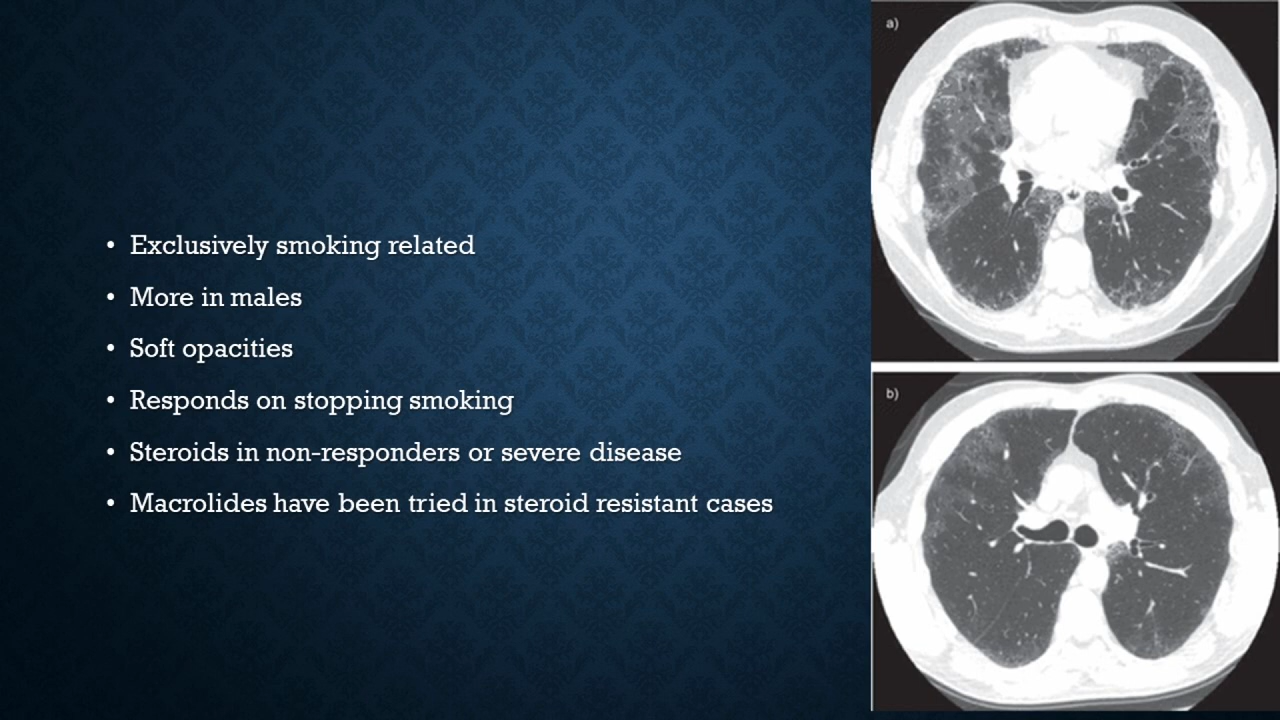 • Exclusively smoking related
• More in males
• Soft opacities
• Responds on stopping smoking
• Steroids in non-responders or severe disease
• Macrolides have been tried in steroid resistant cases
a)
b)